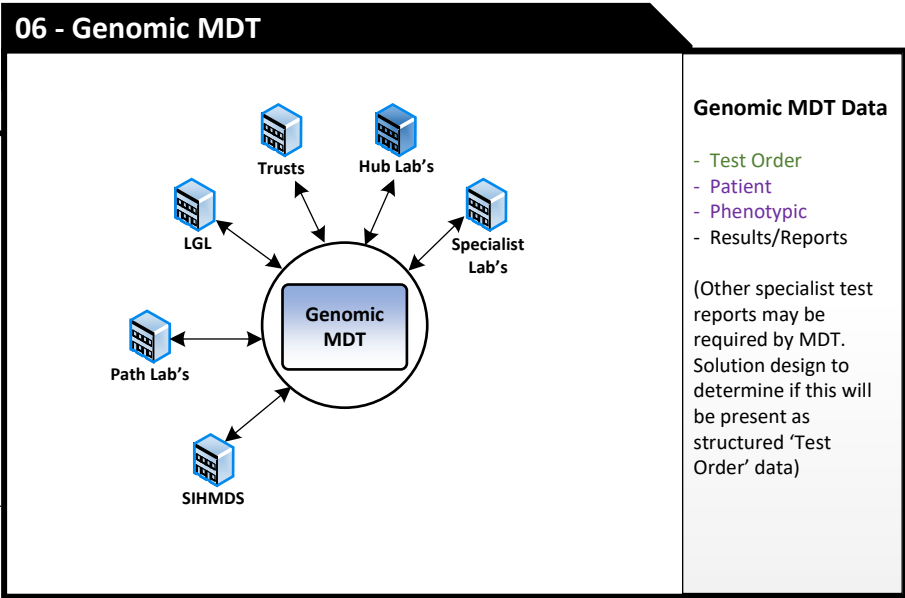 06 - Genomic MDT
Trusts
Hub Lab's
LGL
Specialist
Lab's
Genomic
MDT
Path Lab's
SIHMDS
Genomic MDT Data
- Test Order
- Patient
- Phenotypic
- Results/Reports
(Other specialist test
reports may be
required by MDT.
Solution design to
determine if this will
be present as
structured ‘Test
Order’ data)